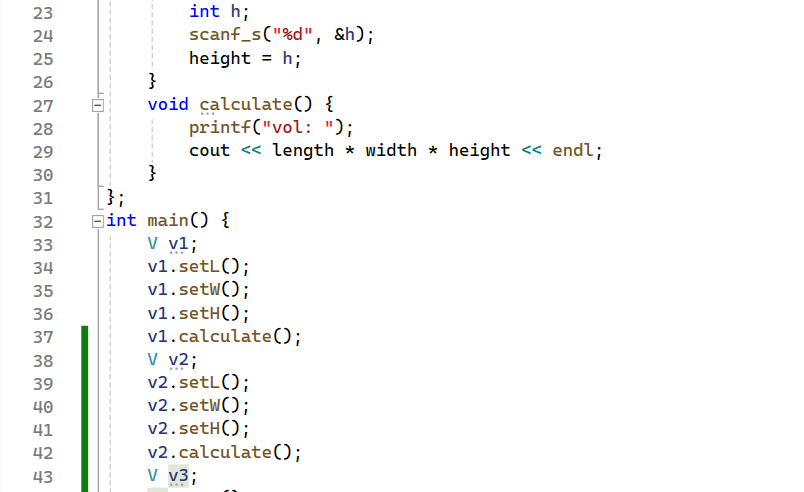 23 int h;
24 scanf_s("%d", &h);
25 height = h;
26 }
27 void calculate() {
28 printf("vol: ");
29 cout << length * width * height << endl;
30 }
31 };
32 int main() {
33 V v1;
34 v1.setL();
35 v1.setW();
36 v1.setH();
37 v1.calculate();
38 V v2;
39 v2.setL();
40 v2.setW();
41 v2.setH();
42 v2.calculate();
43 V v3;